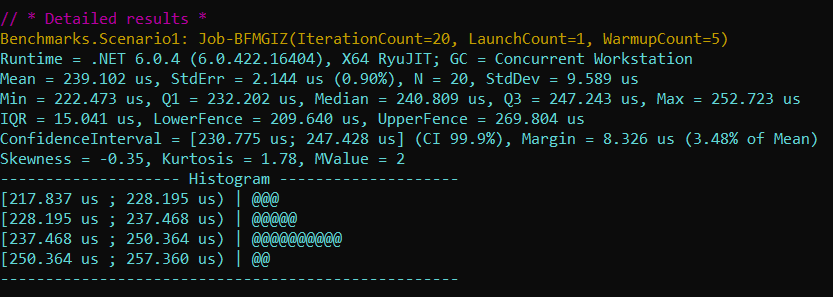 // * Detailed results *
Benchmarks.Scenario1: Job-BFMGIZ(IterationCount=20, LaunchCount=1, WarmupCount=5)
Runtime = .NET 6.0.4 (6.0.422.16404), X64 RyuJIT; GC = Concurrent Workstation
Mean = 239.102 us, StdErr = 2.144 us (0.90%), N = 20, StdDev = 9.589 us
Min = 222.473 us, Q1 = 232.202 us, Median = 240.809 us, Q3 = 247.243 us, Max = 252.723 us
IQR = 15.041 us, LowerFence = 209.640 us, UpperFence = 269.804 us
ConfidenceInterval = [230.775 us; 247.428 us] (CI 99.9%), Margin = 8.326 us (3.48% of Mean)
Skewness = -0.35, Kurtosis = 1.78, MValue = 2
-------------------- Histogram --------------------
[217.837 us ; 228.195 us) | @@@
[228.195 us ; 237.468 us) | @@@@@
[237.468 us ; 250.364 us) | @@@@@@@@@@
[250.364 us ; 257.360 us) | @@
---------------------------------------------------